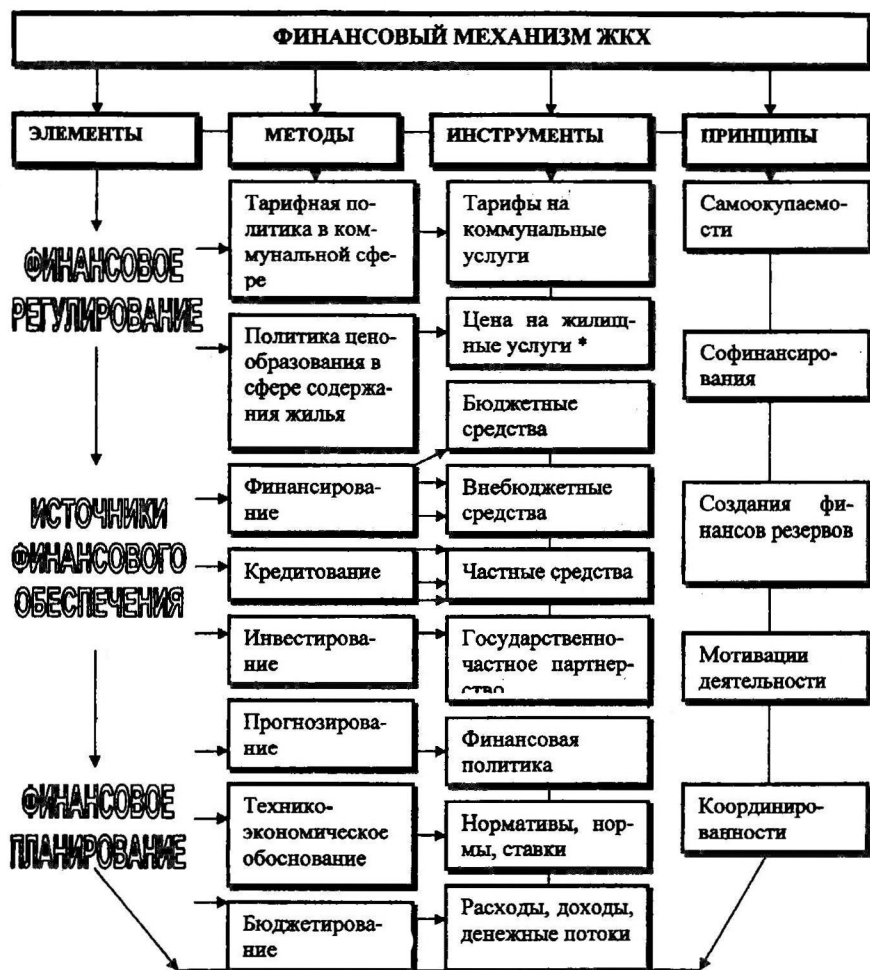 ФИНАНСОВЫЙ МЕХАНИЗМ ЖКХ
ЭЛЕМЕНТЫ
МЕТОДЫ
ИНСТРУМЕНТЫ
ПРИНЦИПЫ
ФИНАНСОВОЕ
РЕГУЛИРОВАНИЕ
ИСТОЧНИКИ
ФИНАНСОВОГО
ОБЕСПЕЧЕНИЯ
ФИНАНСОВОЕ
ПЛАНИРОВАНИЕ
Тарифная по-
литика в ком-
мунальной сфе-
ре
Политика цено-
образования в
сфере содержа-
ния жилья
Финансирова-
ние
Кредитование
Инвестирова-
ние
Прогнозирова-
ние
Технико-
экономическое
обоснование
Бюджетирова-
ние
Тарифы на
коммунальные
услуги
Цена на жилищ-
ные услуги *
Бюджетные
средства
Внебюджетные
средства
Частные средства
Государственно-
частное партнер-
ство
Финансовая
политика
Нормативы, нор-
мы, ставки
Расходы, доходы,
денежные потоки
Самоокупаемо-
сти
Софинансиро-
вания
Создания фи-
нансов резервов
Мотивации
деятельности
Координиро-
ванности